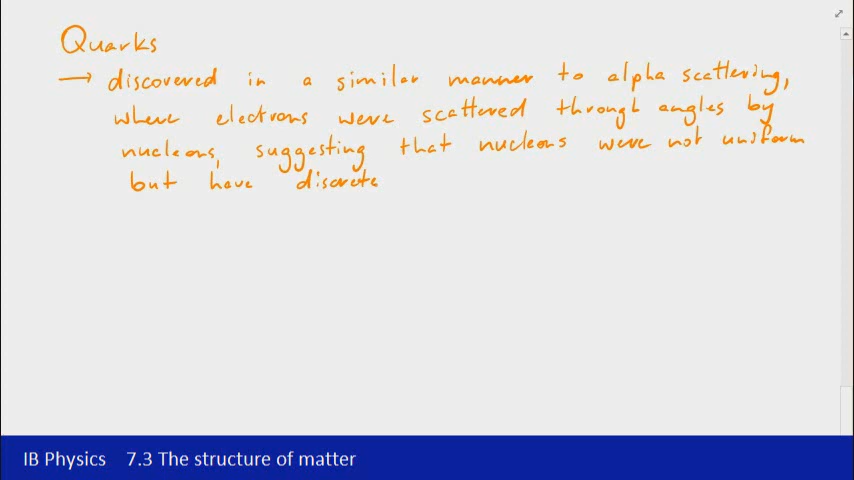 Quarks
→ discovered in a similar manner to alpha scattering,
where electrons were scattered through angles by
nucleons, suggesting that nucleons were not uniform
but have discrete
IB Physics 7.3 The structure of matter